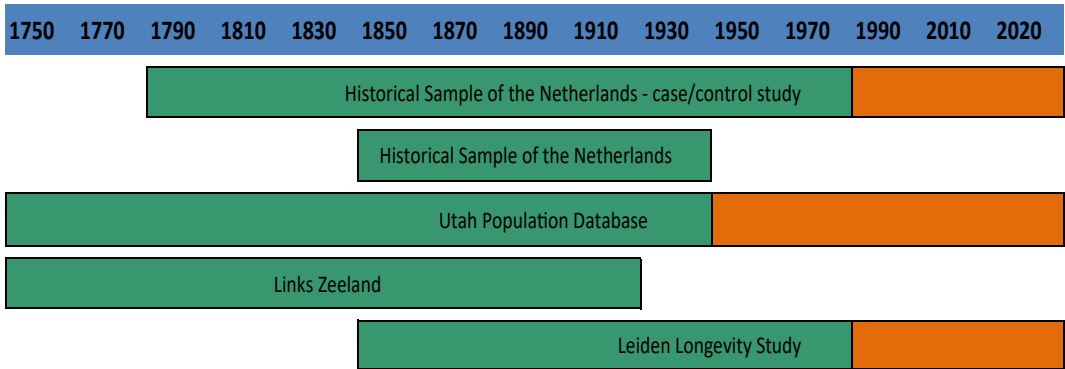 1750 1770 1790 1810 1830 1850 1870 1890 1910 1930 1950 1970 1990 2010 2020
Historical Sample of the Netherlands - case/control study
Historical Sample of the Netherlands
Utah Population Database
Links Zeeland
Leiden Longevity Study